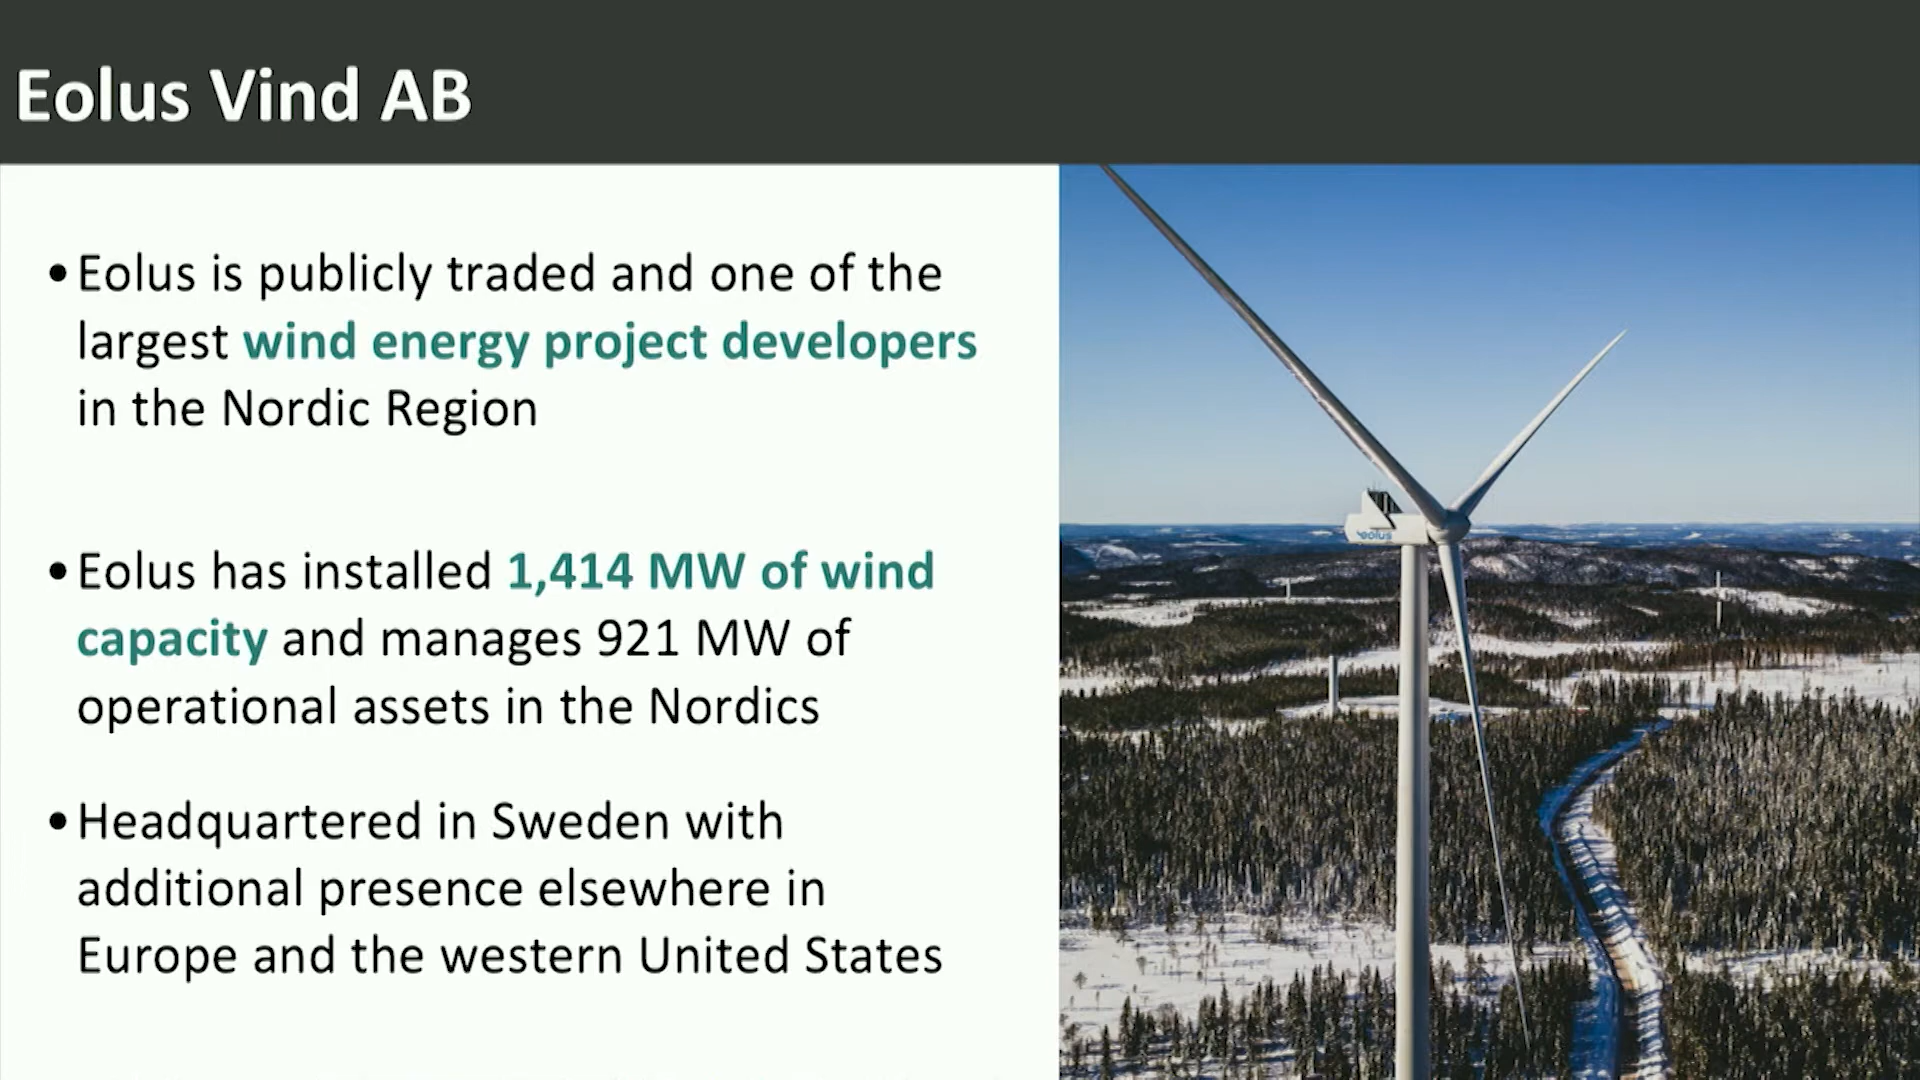 Eolus Vind AB
•Eolus is publicly traded and one of the
largest wind energy project developers
in the Nordic Region
•Eolus has installed 1,414 MW of wind
capacity and manages 921 MW of
operational assets in the Nordics
•Headquartered in Sweden with
additional presence elsewhere in
Europe and the western United States
eolus